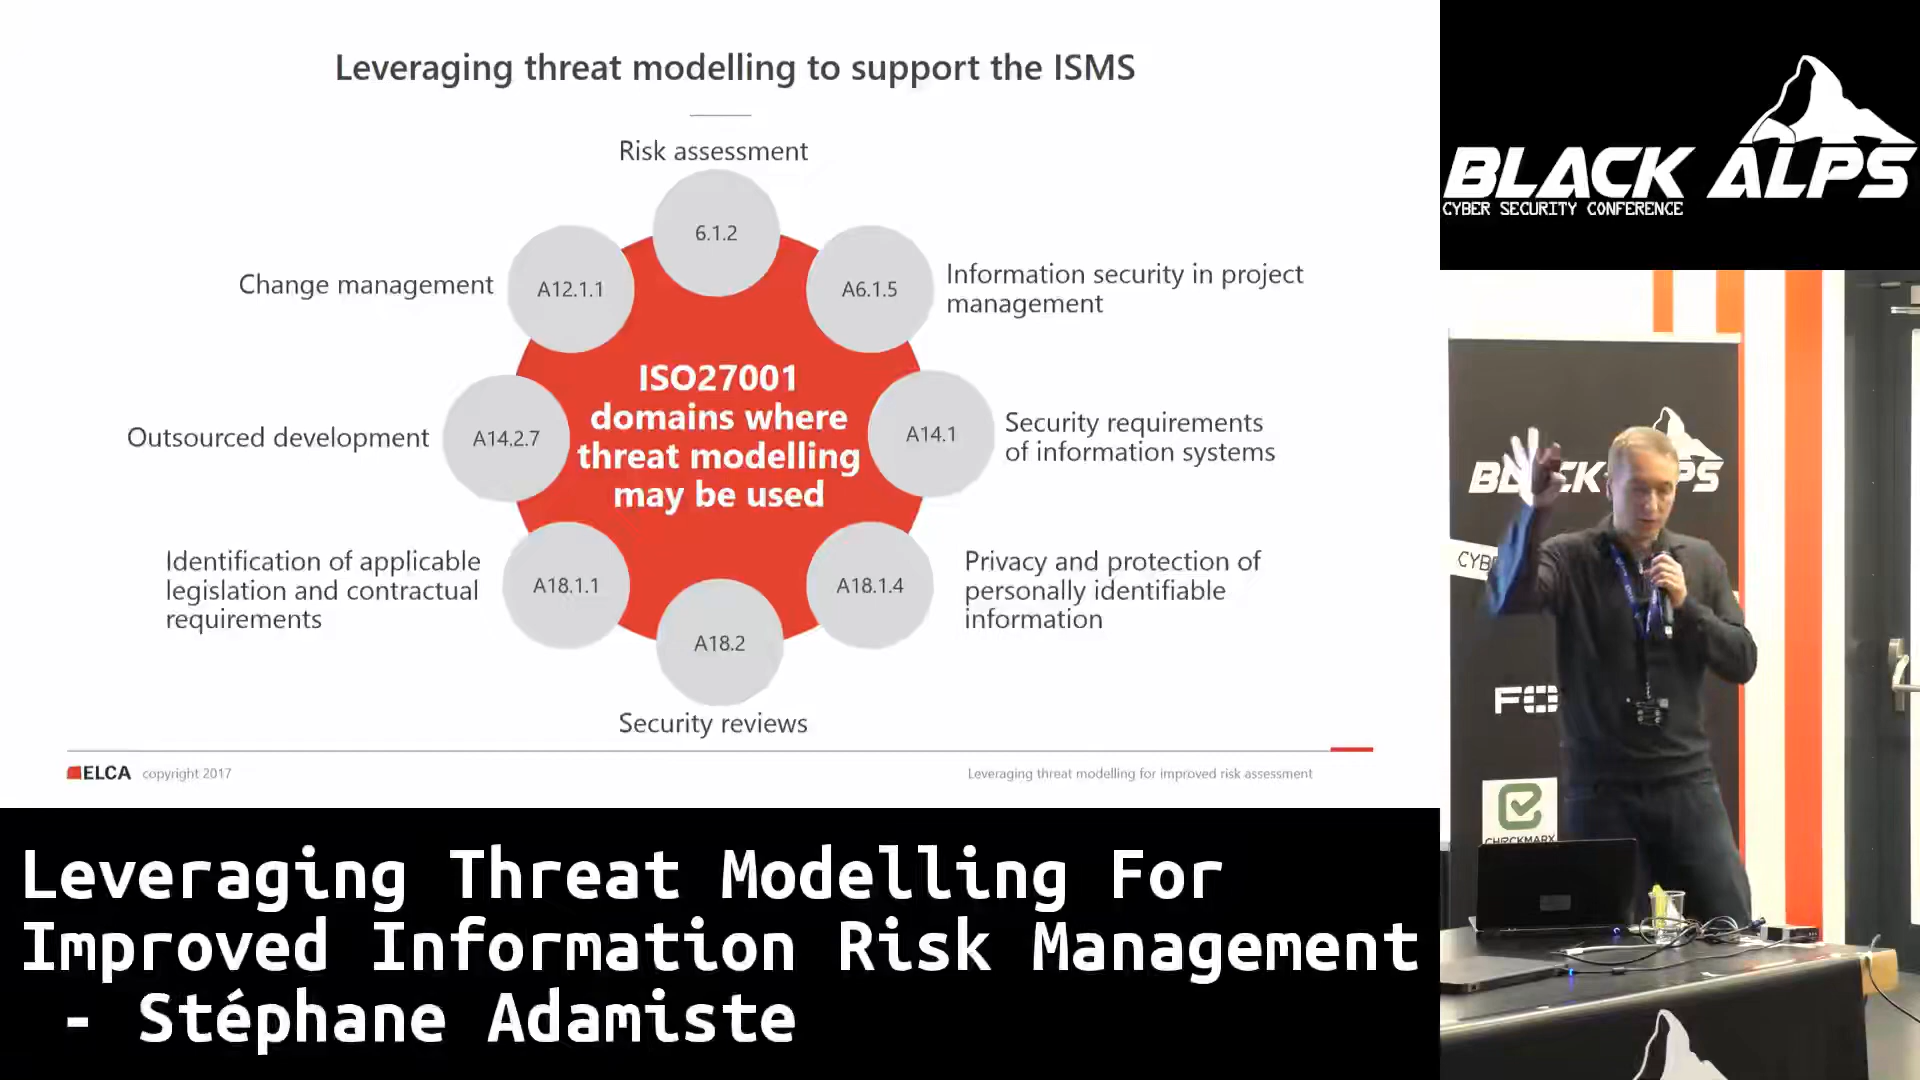 Leveraging threat modelling to support the ISMS
Risk assessment
6.1.2
Change management
A12.1.1
A6.1.5
Information security in project
management
ISO27001
domains where
threat modelling
may be used
Outsourced development
A14.2.7
A14.1
Security requirements
of information systems
Identification of applicable
legislation and contractual
requirements
A18.1.1
A18.1.4
Privacy and protection of
personally identifiable
information
A18.2
Security reviews
ELCA copyright 2017
Leveraging threat modelling for improved risk assessment
BLACK ALPS
CYBER SECURITY CONFERENCE
CHECKMARX
Leveraging Threat Modelling For
Improved Information Risk Management
- Stéphane Adamiste